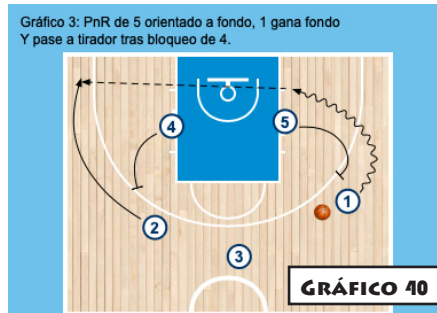 Gráfico 3: PnR de 5 orientado a fondo, 1 gana fondo
Y pase a tirador tras bloqueo de 4.
4
5
1
2
3
GRÁFICO 40